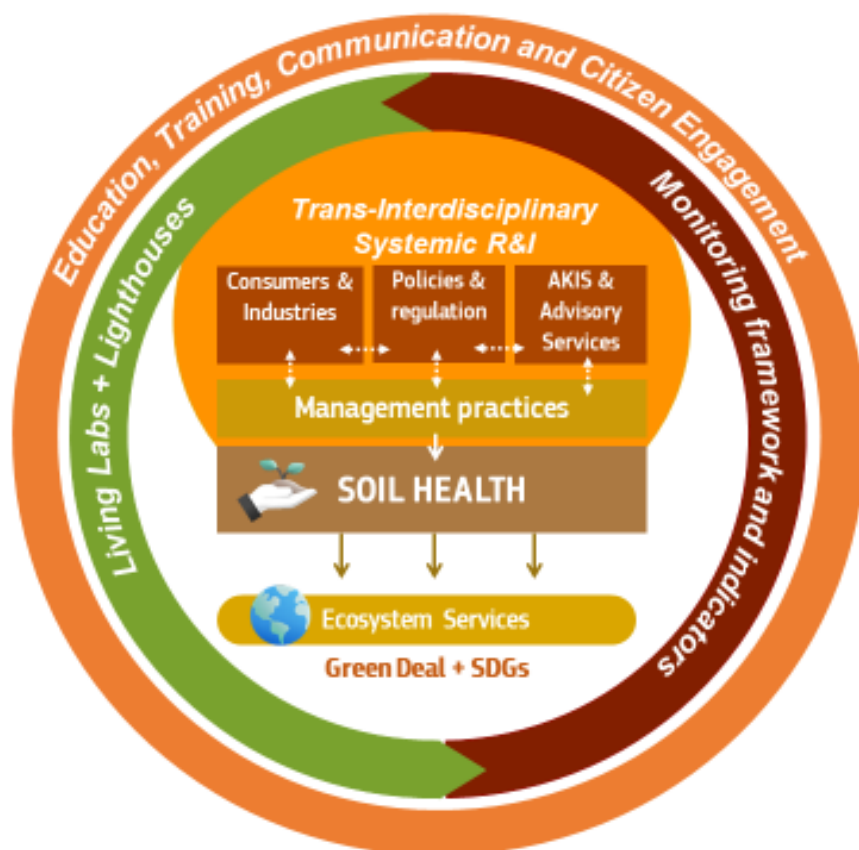 Education, Training, Communication and Citizen Engagement
Living Labs + Lighthouses
Monitoring framework and indicators
Trans-Interdisciplinary
Systemic R&I
Consumers &
Industries
Policies &
regulation
AKIS &
Advisory
Services
Management practices
SOIL HEALTH
Ecosystem Services
Green Deal + SDGs